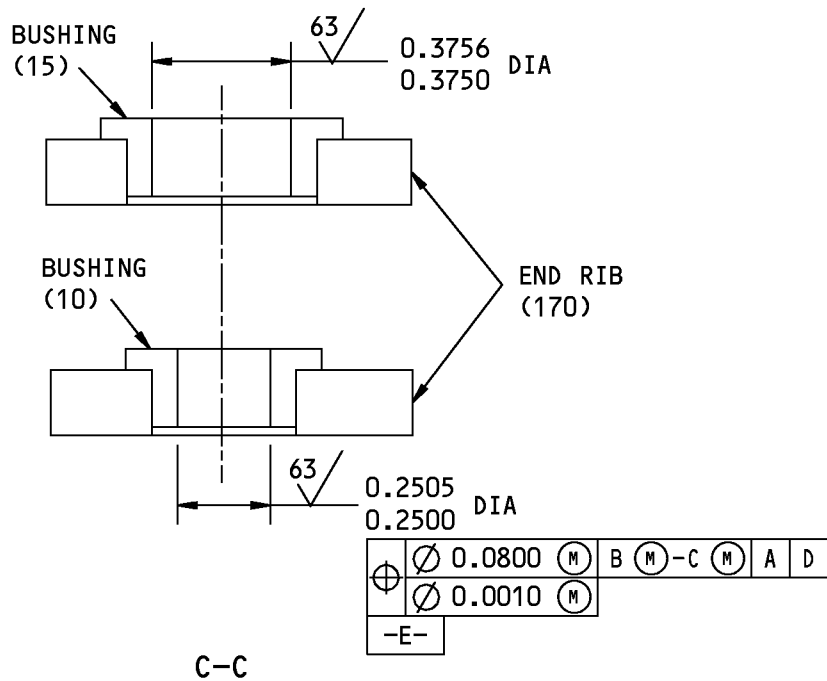 BUSHING
(15)
63
0.3756
0.3750 DIA
BUSHING
(10)
END RIB
(170)
63
0.2505
0.2500 DIA
⌖ ⌀ 0.0800 Ⓜ B Ⓜ-C Ⓜ A D
⌀ 0.0010 Ⓜ
-E-
C-C